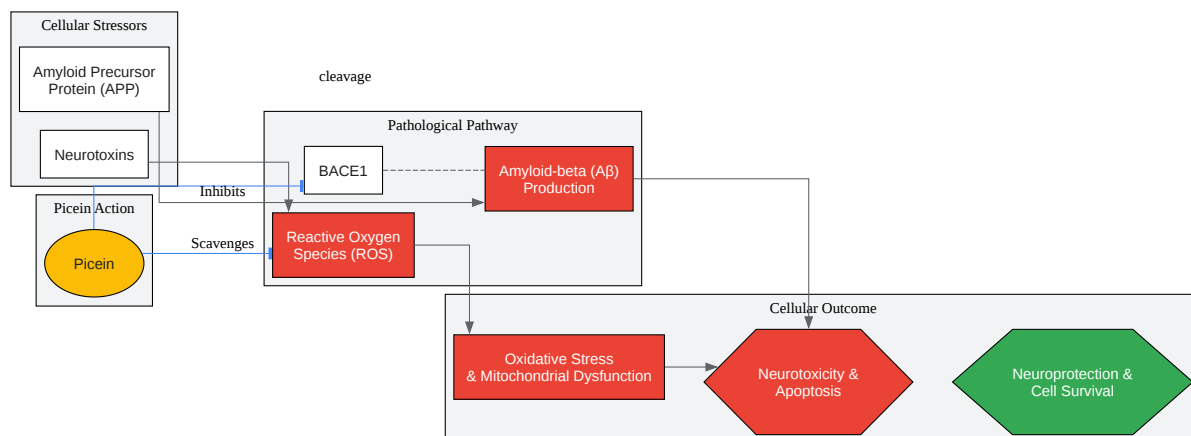 Cellular Stressors
Amyloid Precursor
Protein (APP)
cleavage
Pathological Pathway
Neurotoxins
BACE1
Amyloid-beta (Aβ)
Production
Inhibits
Picein Action
Reactive Oxygen
Species (ROS)
Scavenges
Picein
Cellular Outcome
Oxidative Stress
& Mitochondrial Dysfunction
Neurotoxicity &
Apoptosis
Neuroprotection &
Cell Survival